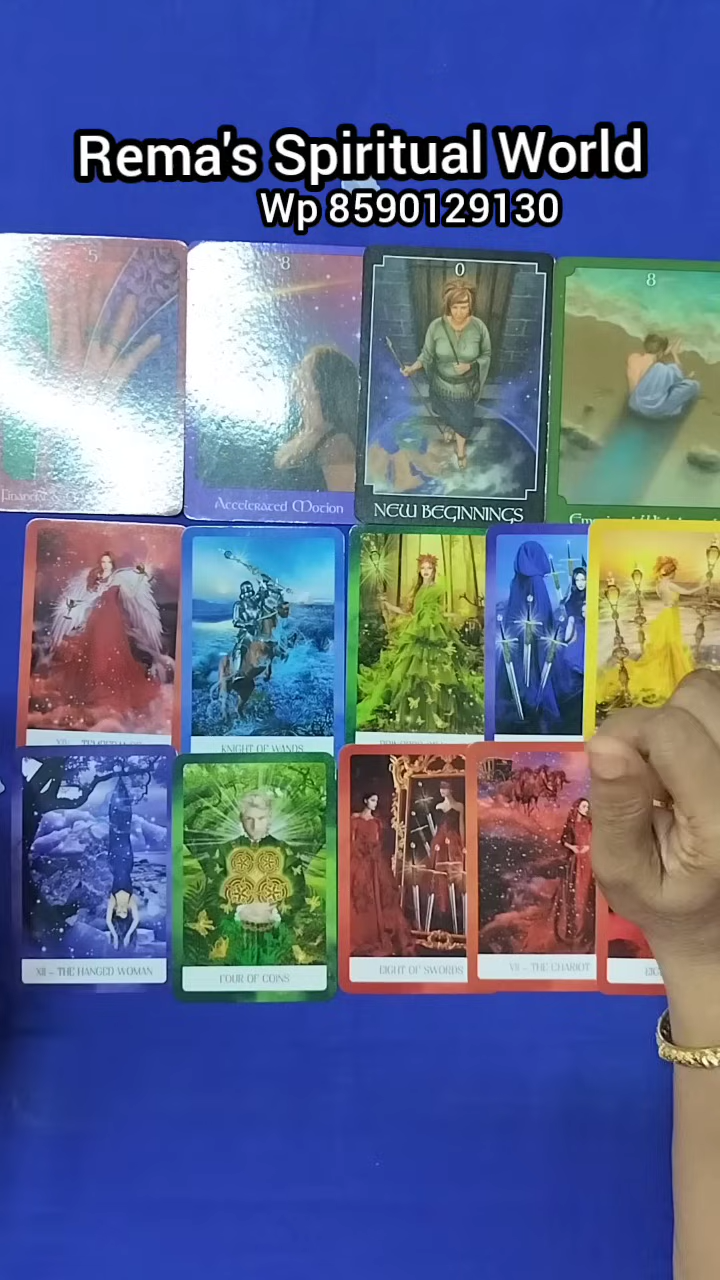 Rema's Spiritual World
Wp 8590129130
5
8
0
8
Accelerated Motion
NEW BEGINNINGS
KNIGHT OF WANDS
XII – THE HANGED WOMAN
FOUR OF COINS
EIGHT OF SWORDS
VII – THE CHARIOT